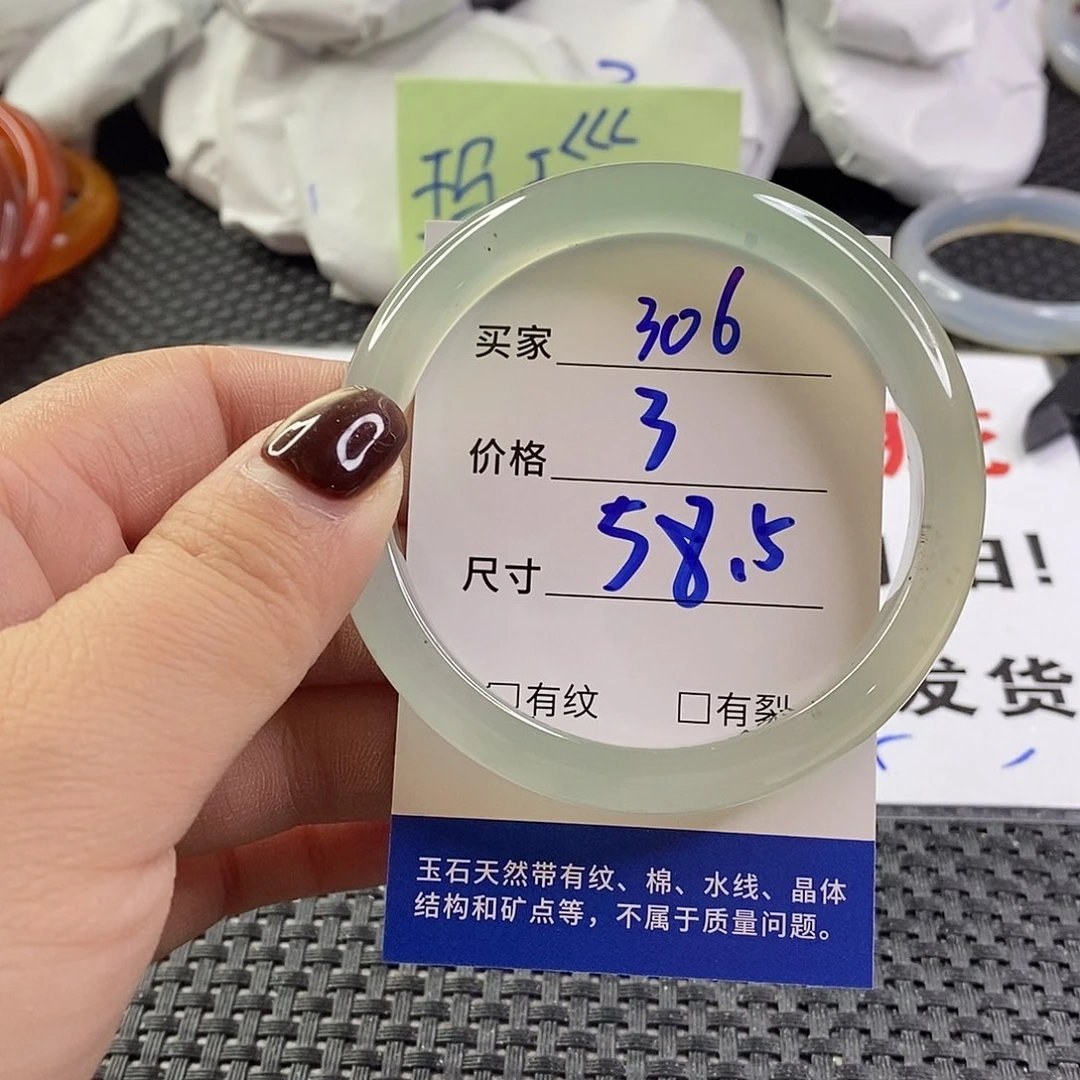 玛
买家 306
价格 3
尺寸 58.5
□有纹 □有裂
玉石天然带有纹、棉、水线、晶体
结构和矿点等，不属于质量问题。
!
发货